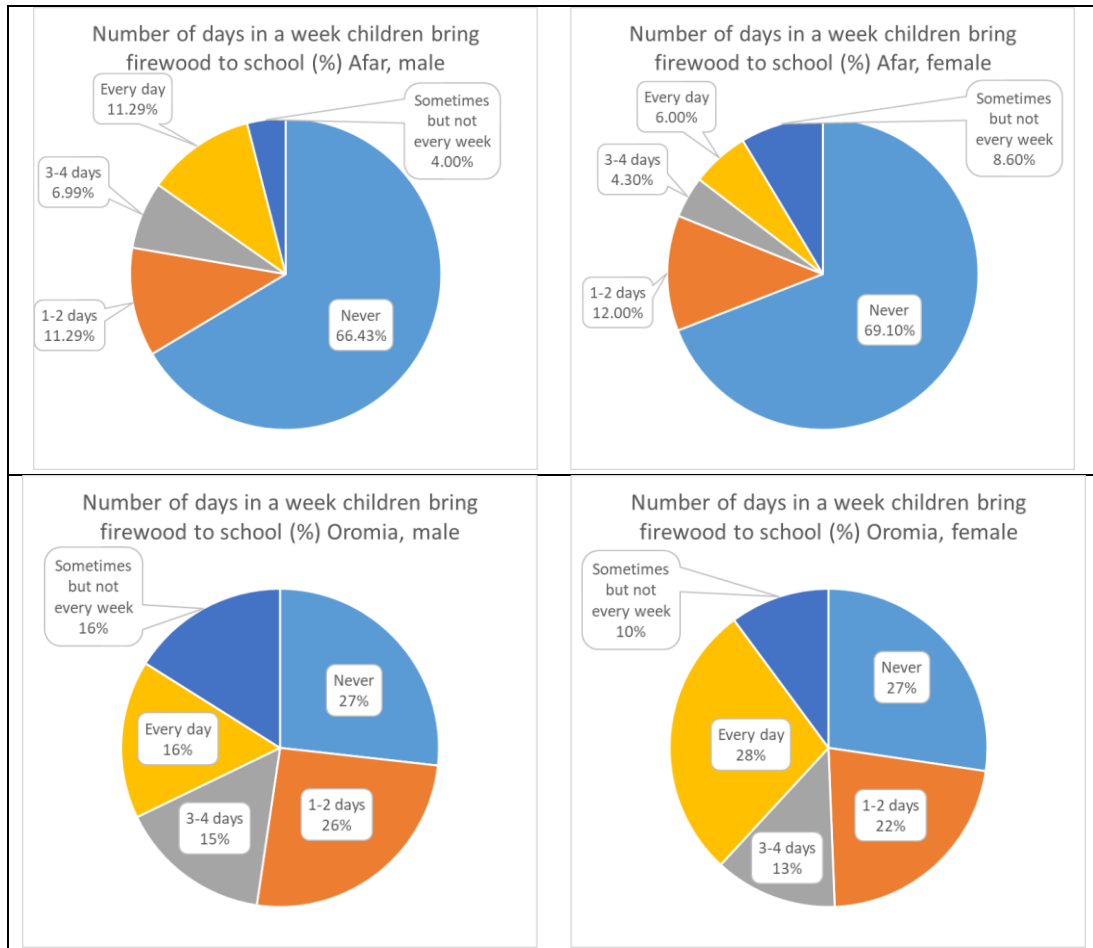 Number of days in a week children bring
firewood to school (%) Afar, male
Every day
11.29%
Sometimes
but not
every week
4.00%
3-4 days
6.99%
1-2 days
11.29%
Never
66.43%
Number of days in a week children bring
firewood to school (%) Afar, female
Every day
6.00%
Sometimes
but not
every week
8.60%
3-4 days
4.30%
1-2 days
12.00%
Never
69.10%
Number of days in a week children bring
firewood to school (%) Oromia, male
Sometimes
but not
every week
16%
Never
27%
Every day
16%
1-2 days
26%
3-4 days
15%
Number of days in a week children bring
firewood to school (%) Oromia, female
Sometimes
but not
every week
10%
Never
27%
Every day
28%
1-2 days
22%
3-4 days
13%